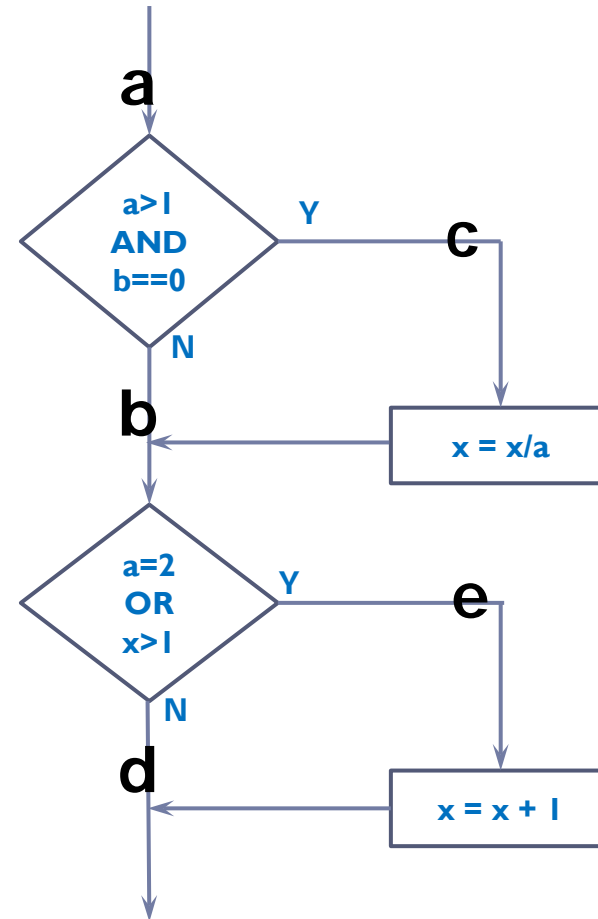 a
a>1
AND
b==0
Y
c
N
b
x = x/a
a=2
OR
x>1
Y
e
N
d
x = x + 1